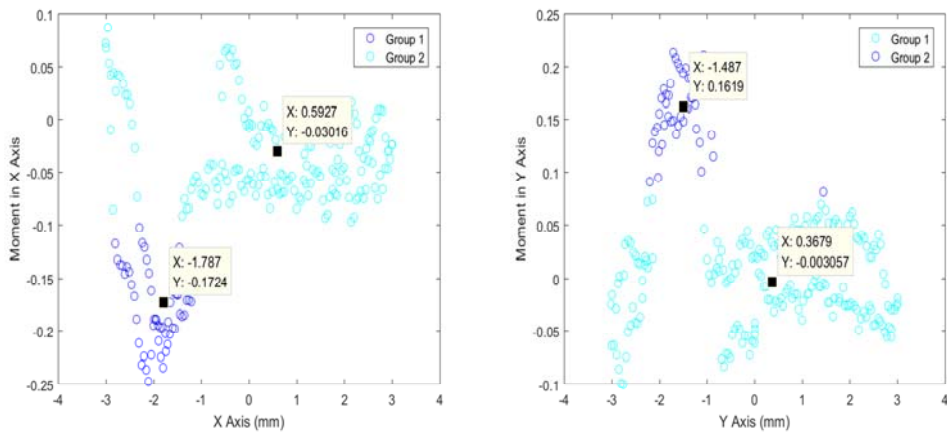 0.1
0.05
0
-0.05
-0.1
-0.15
-0.2
-0.25
-4 -3 -2 -1 0 1 2 3 4
Moment in X Axis
X Axis (mm)
Group 1
Group 2
X: 0.5927
Y: -0.03016
X: -1.787
Y: -0.1724
0.25
0.2
0.15
0.1
0.05
0
-0.05
-0.1
-4 -3 -2 -1 0 1 2 3 4
Moment in Y Axis
Y Axis (mm)
Group 1
Group 2
X: -1.487
Y: 0.1619
X: 0.3679
Y: -0.003057